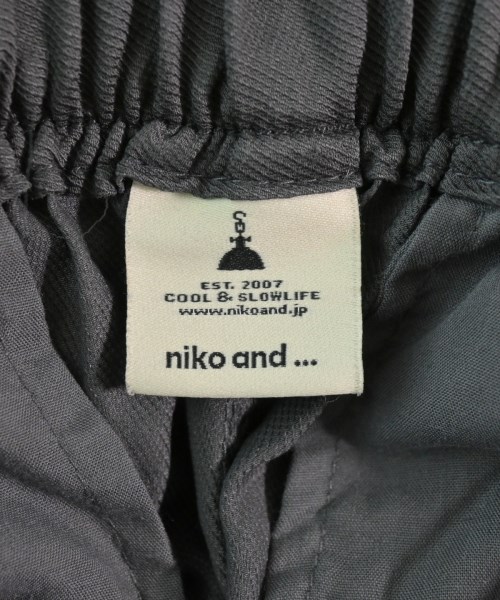 EST. 2007
COOL & SLOWLIFE
www.nikoand.jp
niko and ...